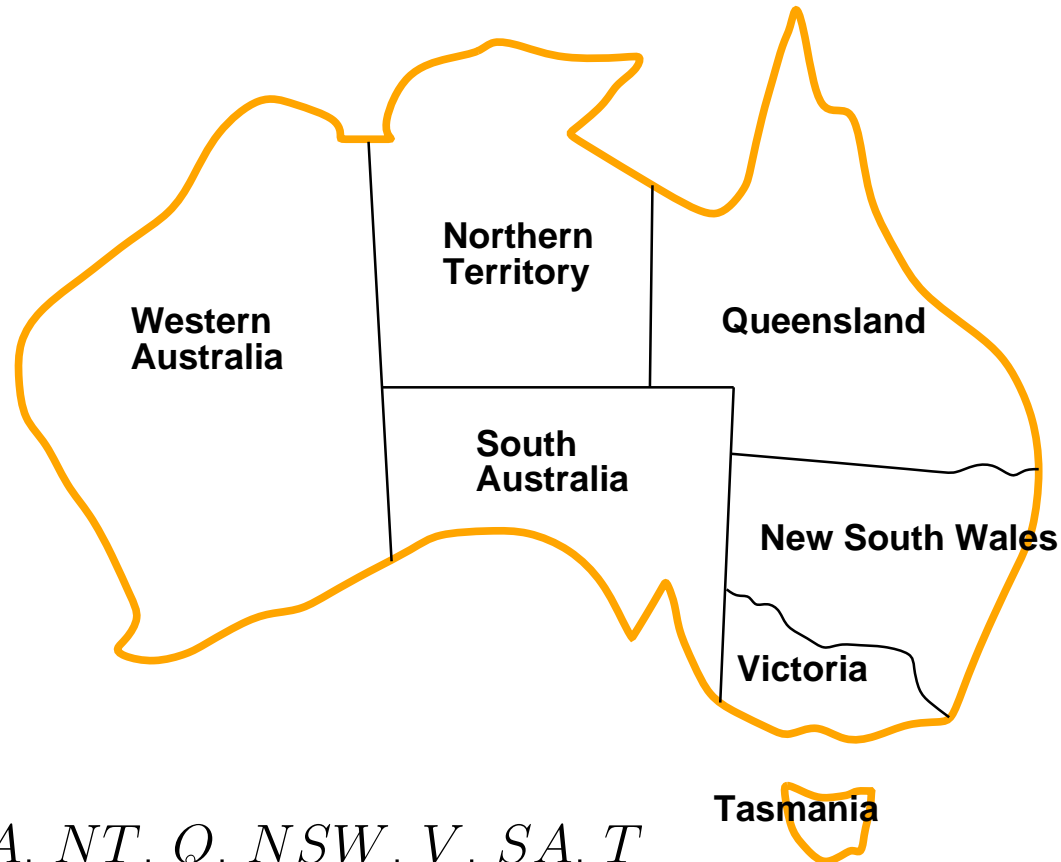 Northern
Territory
Western
Australia
Queensland
South
Australia
New South Wales
Victoria
Tasmania
A, NT, Q, NSW, V, SA, T